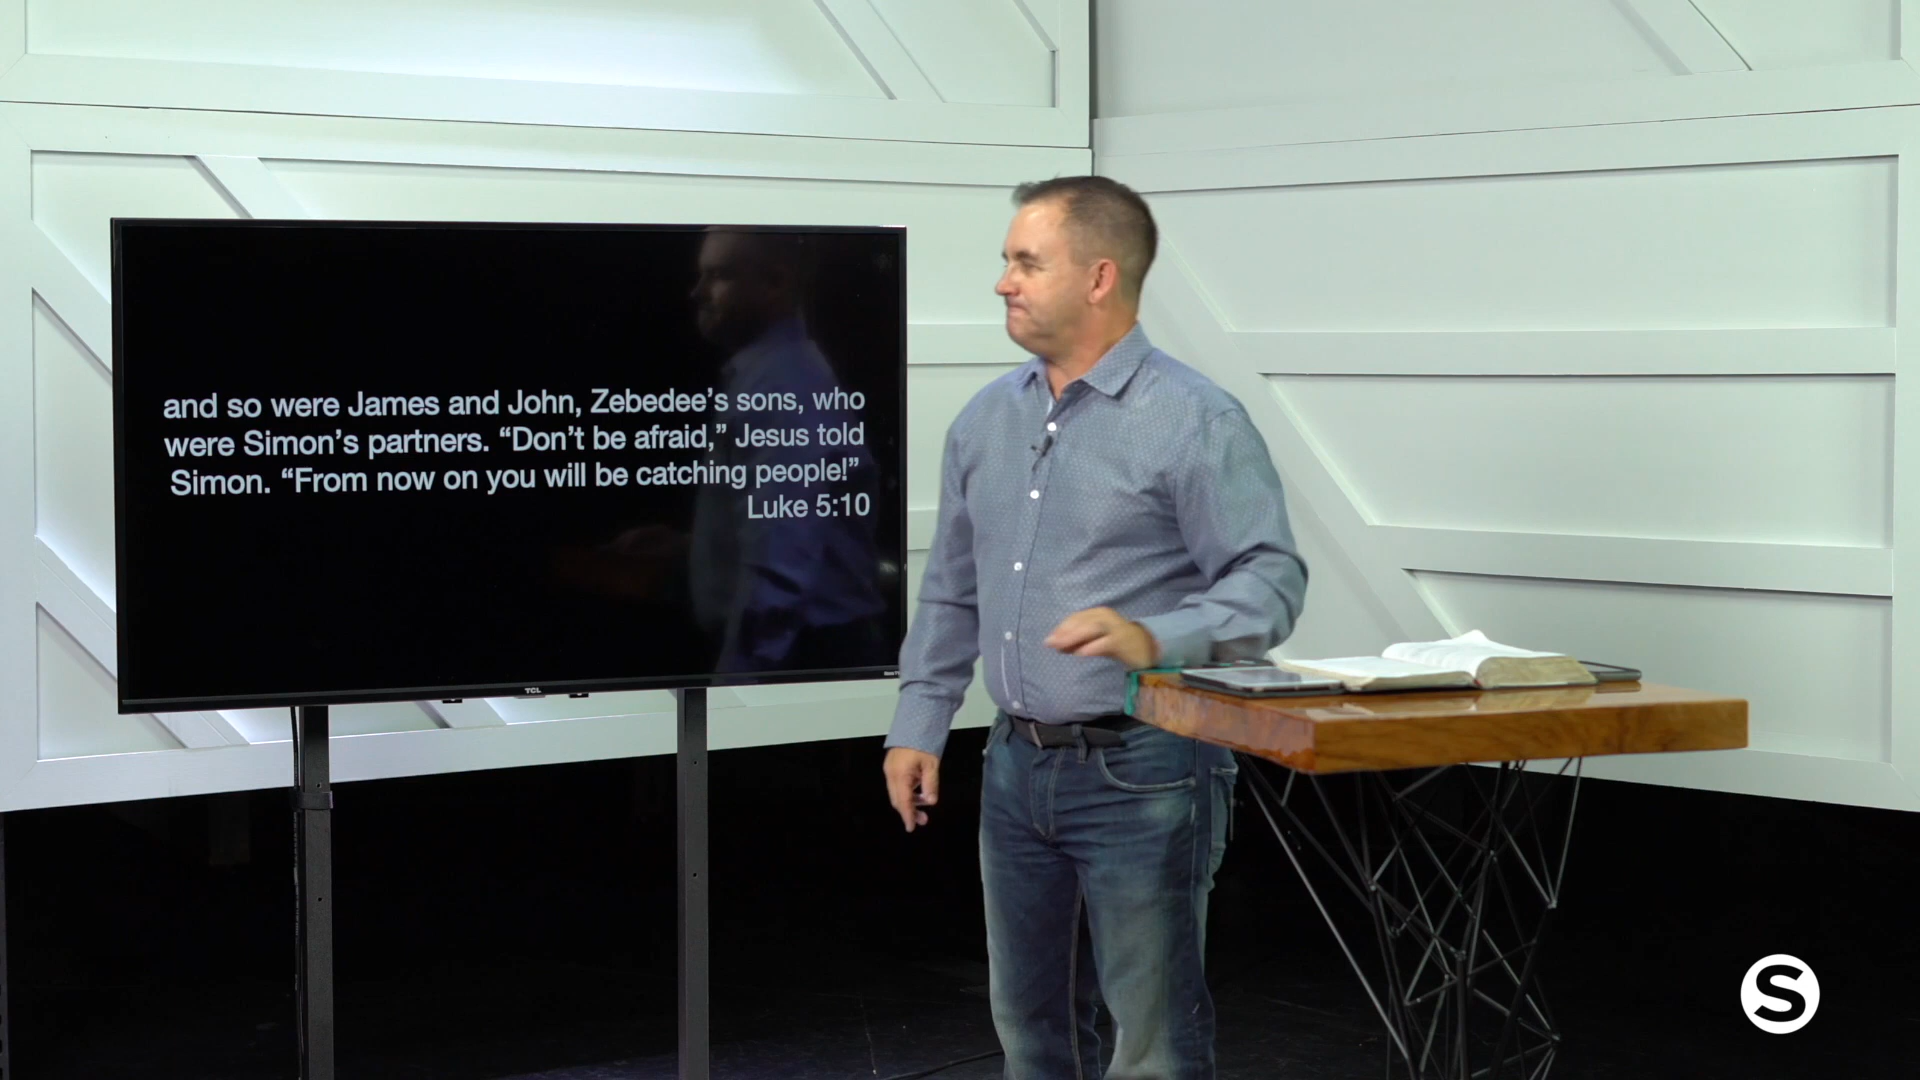 and so were James and John, Zebedee’s sons, who
were Simon’s partners. “Don’t be afraid,” Jesus told
Simon. “From now on you will be catching people!”
Luke 5:10
TCL
S